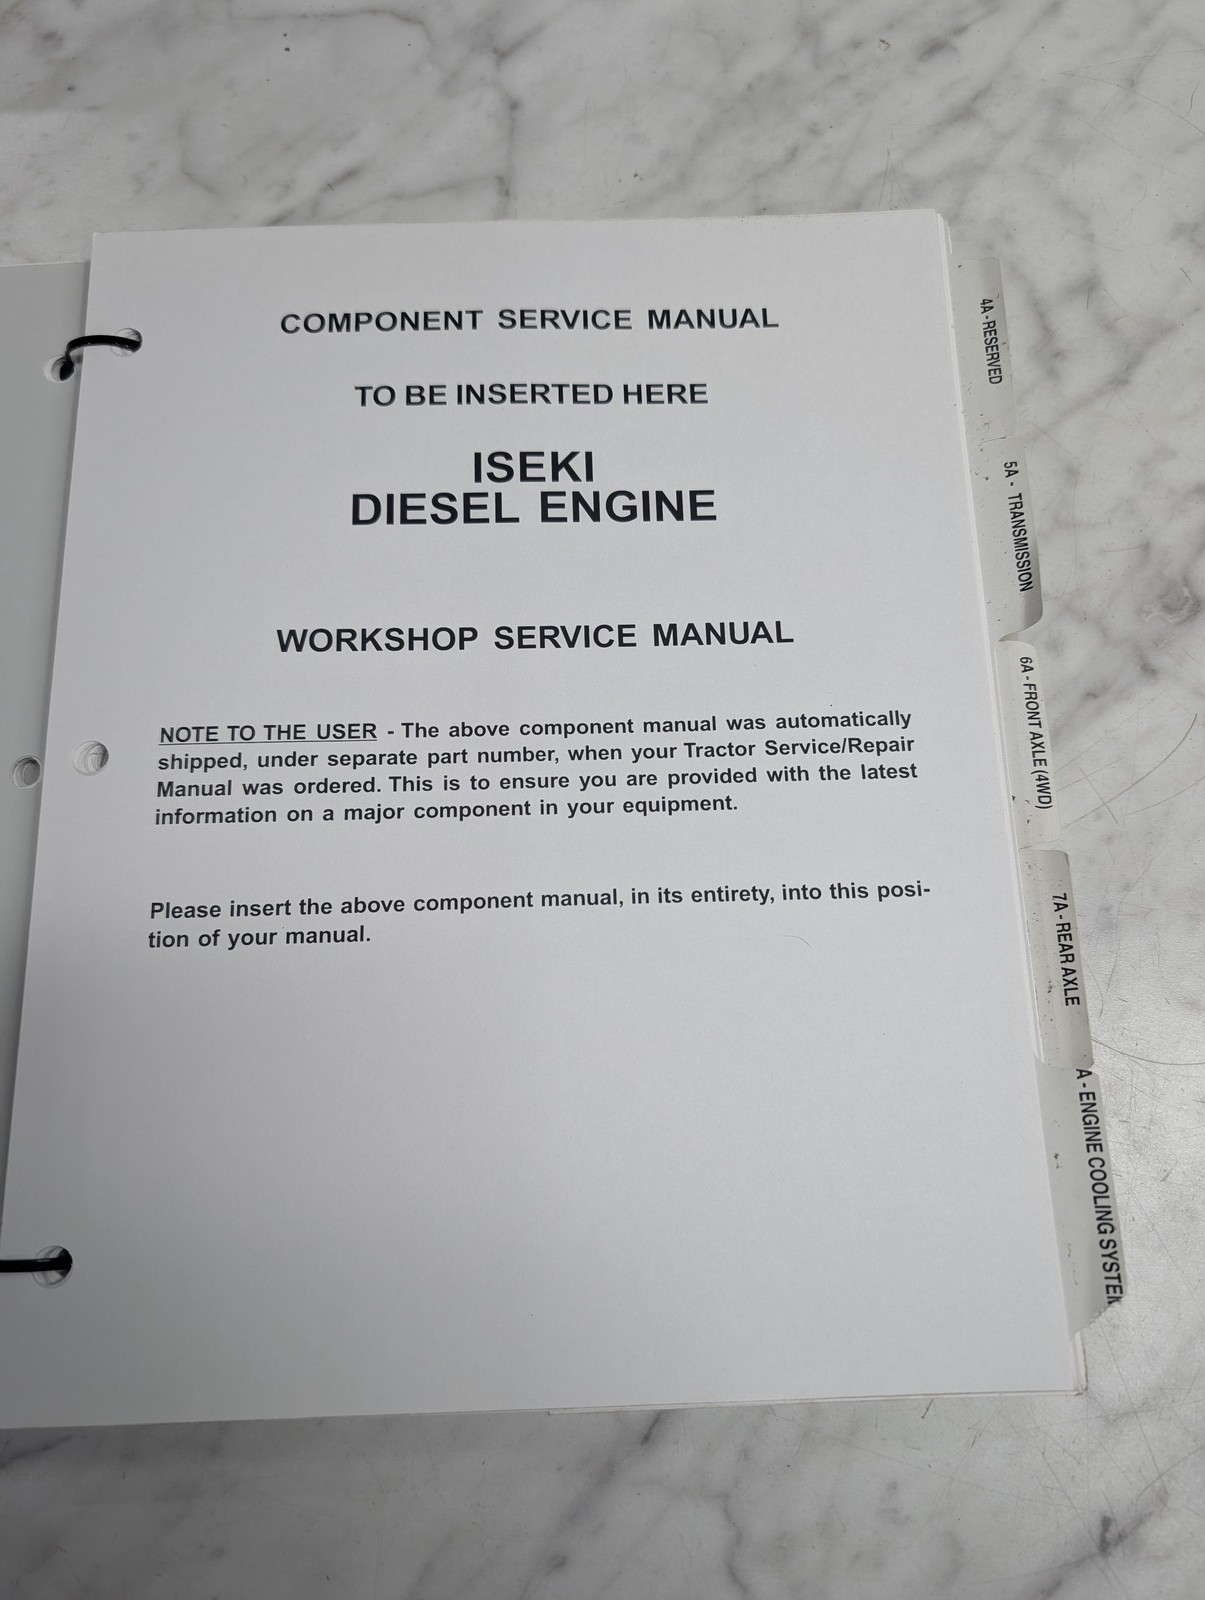 COMPONENT SERVICE MANUAL
TO BE INSERTED HERE
ISEKI
DIESEL ENGINE
WORKSHOP SERVICE MANUAL
NOTE TO THE USER - The above component manual was automatically
shipped, under separate part number, when your Tractor Service/Repair
Manual was ordered. This is to ensure you are provided with the latest
information on a major component in your equipment.
Please insert the above component manual, in its entirety, into this posi-
tion of your manual.
4A - RESERVED
5A - TRANSMISSION
6A - FRONT AXLE (4WD)
7A - REAR AXLE
A - ENGINE COOLING